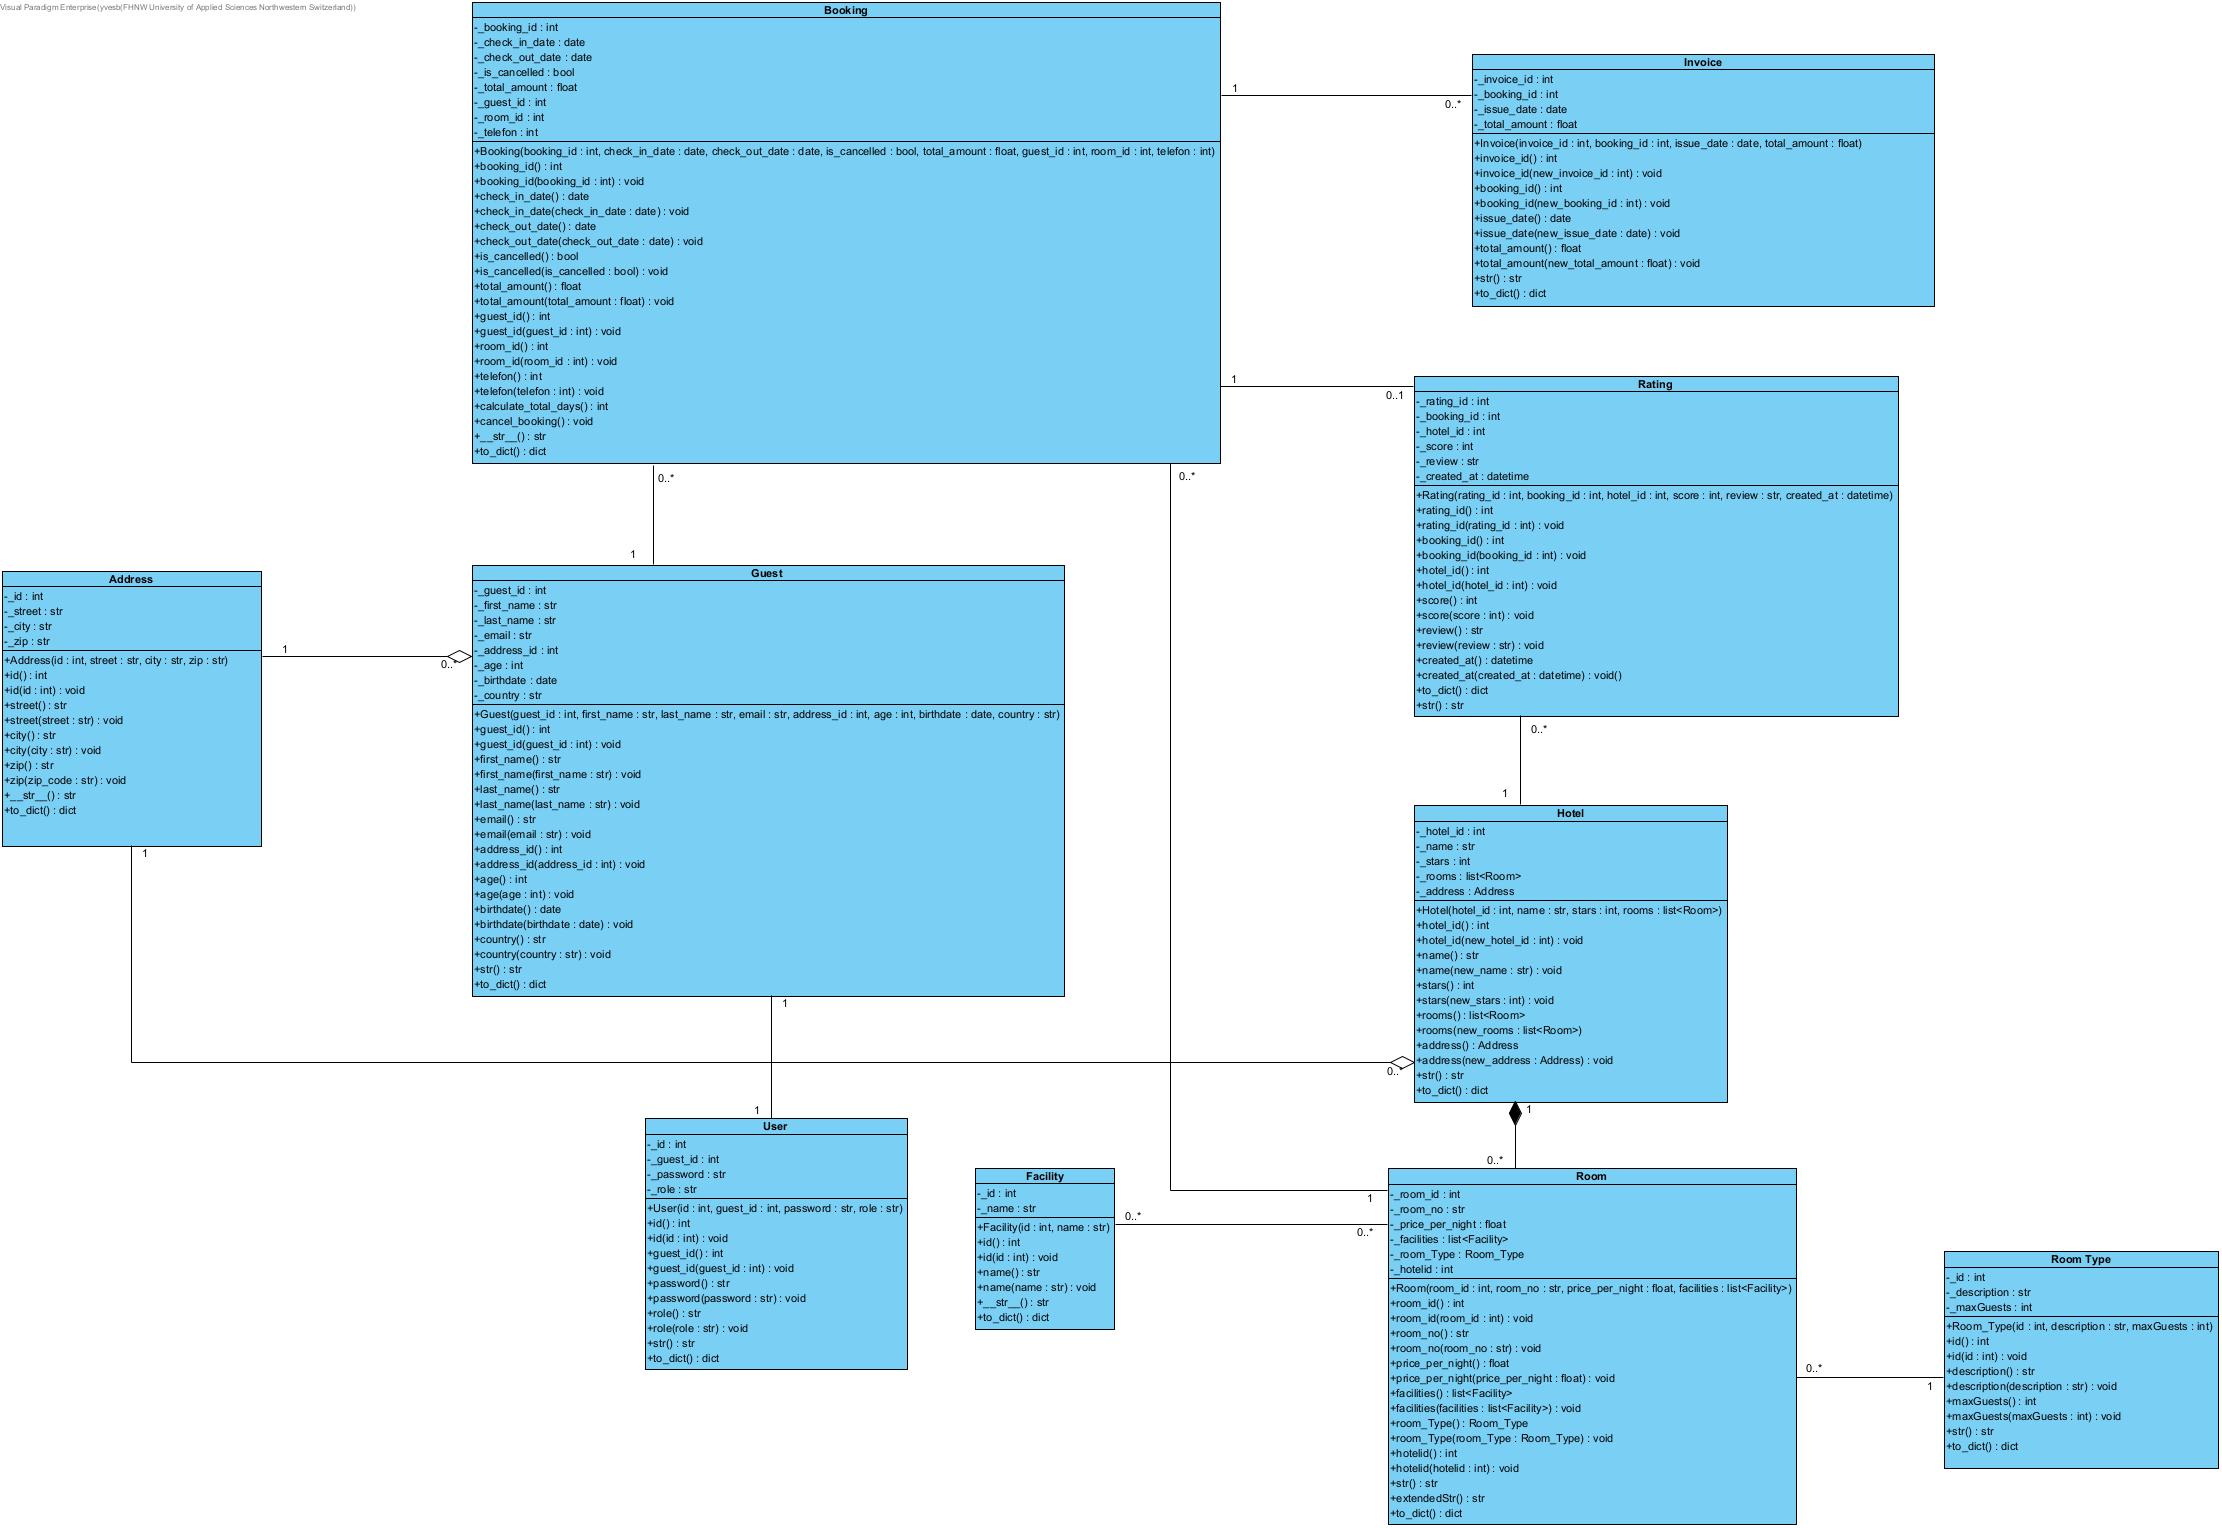 Visual Paradigm Enterprise(yvesb(FHNW University of Applied Sciences Northwestern Switzerland))
Booking
-_booking_id : int
-_check_in_date : date
-_check_out_date : date
-_is_cancelled : bool
-_total_amount : float
-_guest_id : int
-_room_id : int
-_telefon : int
+Booking(booking_id : int, check_in_date : date, check_out_date : date, is_cancelled : bool, total_amount : float, guest_id : int, room_id : int, telefon : int)
+booking_id() : int
+booking_id(booking_id : int) : void
+check_in_date() : date
+check_in_date(check_in_date : date) : void
+check_out_date() : date
+check_out_date(check_out_date : date) : void
+is_cancelled() : bool
+is_cancelled(is_cancelled : bool) : void
+total_amount() : float
+total_amount(total_amount : float) : void
+guest_id() : int
+guest_id(guest_id : int) : void
+room_id() : int
+room_id(room_id : int) : void
+telefon() : int
+telefon(telefon : int) : void
+calculate_total_days() : int
+cancel_booking() : void
+__str__() : str
+to_dict() : dict
1
0..*
Invoice
-_invoice_id : int
-_booking_id : int
-_issue_date : date
-_total_amount : float
+Invoice(invoice_id : int, booking_id : int, issue_date : date, total_amount : float)
+invoice_id() : int
+invoice_id(new_invoice_id : int) : void
+booking_id() : int
+booking_id(new_booking_id : int) : void
+issue_date() : date
+issue_date(new_issue_date : date) : void
+total_amount() : float
+total_amount(new_total_amount : float) : void
+str() : str
+to_dict() : dict
1
0..1
Rating
-_rating_id : int
-_booking_id : int
-_hotel_id : int
-_score : int
-_review : str
-_created_at : datetime
+Rating(rating_id : int, booking_id : int, hotel_id : int, score : int, review : str, created_at : datetime)
+rating_id() : int
+rating_id(rating_id : int) : void
+booking_id() : int
+booking_id(booking_id : int) : void
+hotel_id() : int
+hotel_id(hotel_id : int) : void
+score() : int
+score(score : int) : void
+review() : str
+review(review : str) : void
+created_at() : datetime
+created_at(created_at : datetime) : void()
+to_dict() : dict
+str() : str
0..*
0..*
1
Address
-_id : int
-_street : str
-_city : str
-_zip : str
+Address(id : int, street : str, city : str, zip : str)
+id() : int
+id(id : int) : void
+street() : str
+street(street : str) : void
+city() : str
+city(city : str) : void
+zip() : str
+zip(zip_code : str) : void
+__str__() : str
+to_dict() : dict
1
0..*
1
Guest
-_guest_id : int
-_first_name : str
-_last_name : str
-_email : str
-_address_id : int
-_age : int
-_birthdate : date
-_country : str
+Guest(guest_id : int, first_name : str, last_name : str, email : str, address_id : int, age : int, birthdate : date, country : str)
+guest_id() : int
+guest_id(guest_id : int) : void
+first_name() : str
+first_name(first_name : str) : void
+last_name() : str
+last_name(last_name : str) : void
+email() : str
+email(email : str) : void
+address_id() : int
+address_id(address_id : int) : void
+age() : int
+age(age : int) : void
+birthdate() : date
+birthdate(birthdate : date) : void
+country() : str
+country(country : str) : void
+str() : str
+to_dict() : dict
1
0..*
1
Hotel
-_hotel_id : int
-_name : str
-_stars : int
-_rooms : list<Room>
-_address : Address
+Hotel(hotel_id : int, name : str, stars : int, rooms : list<Room>)
+hotel_id() : int
+hotel_id(new_hotel_id : int) : void
+name() : str
+name(new_name : str) : void
+stars() : int
+stars(new_stars : int) : void
+rooms() : list<Room>
+rooms(new_rooms : list<Room>)
+address() : Address
+address(new_address : Address) : void
+str() : str
+to_dict() : dict
0..*
1
0..*
1
User
-_id : int
-_guest_id : int
-_password : str
-_role : str
+User(id : int, guest_id : int, password : str, role : str)
+id() : int
+id(id : int) : void
+guest_id() : int
+guest_id(guest_id : int) : void
+password() : str
+password(password : str) : void
+role() : str
+role(role : str) : void
+str() : str
+to_dict() : dict
Facility
-_id : int
-_name : str
+Facility(id : int, name : str)
+id() : int
+id(id : int) : void
+name() : str
+name(name : str) : void
+__str__() : str
+to_dict() : dict
0..*
1
0..*
Room
-_room_id : int
-_room_no : str
-_price_per_night : float
-_facilities : list<Facility>
-_room_Type : Room_Type
-_hotelid : int
+Room(room_id : int, room_no : str, price_per_night : float, facilities : list<Facility>)
+room_id() : int
+room_id(room_id : int) : void
+room_no() : str
+room_no(room_no : str) : void
+price_per_night() : float
+price_per_night(price_per_night : float) : void
+facilities() : list<Facility>
+facilities(facilities : list<Facility>) : void
+room_Type() : Room_Type
+room_Type(room_Type : Room_Type) : void
+hotelid() : int
+hotelid(hotelid : int) : void
+str() : str
+extendedStr() : str
+to_dict() : dict
0..*
1
Room Type
-_id : int
-_description : str
-_maxGuests : int
+Room_Type(id : int, description : str, maxGuests : int)
+id() : int
+id(id : int) : void
+description() : str
+description(description : str) : void
+maxGuests() : int
+maxGuests(maxGuests : int) : void
+str() : str
+to_dict() : dict